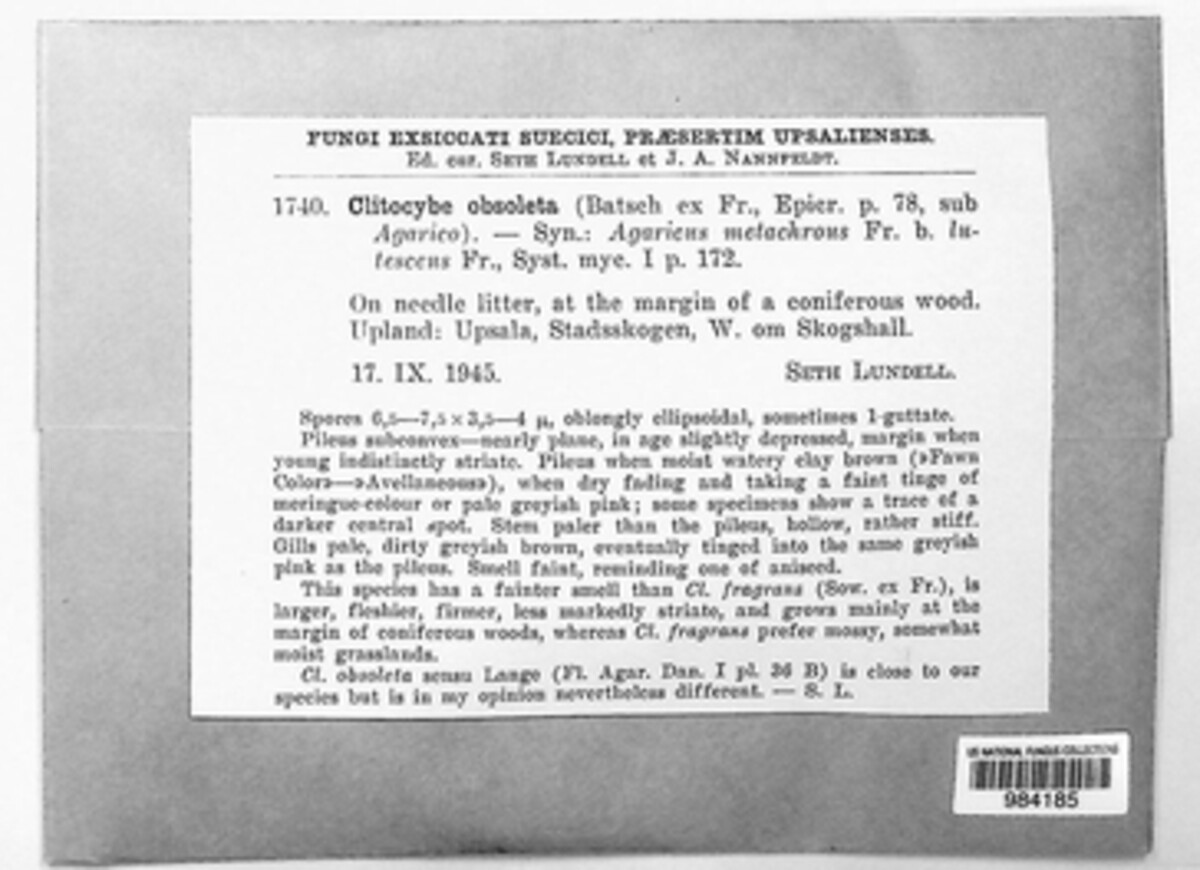 FUNGI EXSICCATI SUECICI, PRÆSERTIM UPSALIENSES.
Ed. cur. SETH LUNDELL et J. A. NANNFELDT.
1740. Clitocybe obsoleta (Batsch ex Fr., Epicr. p. 78, sub
Agarico). — Syn.: Agaricus metachrous Fr. b. lu-
tescens Fr., Syst. myc. I p. 172.
On needle litter, at the margin of a coniferous wood.
Upland: Upsala, Stadsskogen, W. om Skogshall.
17. IX. 1945. SETH LUNDELL.
Spores 6,5—7,5 × 3,5—4 μ, oblongly ellipsoidal, sometimes 1-guttate.
Pileus subconvex—nearly plane, in age slightly depressed, margin when
young indistinctly striate. Pileus when moist watery clay brown (»Fawn
Color»—»Avellaneous»), when dry fading and taking a faint tinge of
meringue-colour or pale greyish pink; some specimens show a trace of a
darker central spot. Stem paler than the pileus, hollow, rather stiff.
Gills pale, dirty greyish brown, eventually tinged into the same greyish
pink as the pileus. Smell faint, reminding one of aniseed.
This species has a fainter smell than Cl. fragrans (Sow. ex Fr.), is
larger, fleshier, firmer, less markedly striate, and grows mainly at the
margin of coniferous woods, whereas Cl. fragrans prefer mossy, somewhat
moist grasslands.
Cl. obsoleta sensu Lange (Fl. Agar. Dan. I pl. 36 B) is close to our
species but is in my opinion nevertheless different. — S. L.
US NATIONAL FUNGUS COLLECTIONS
984185